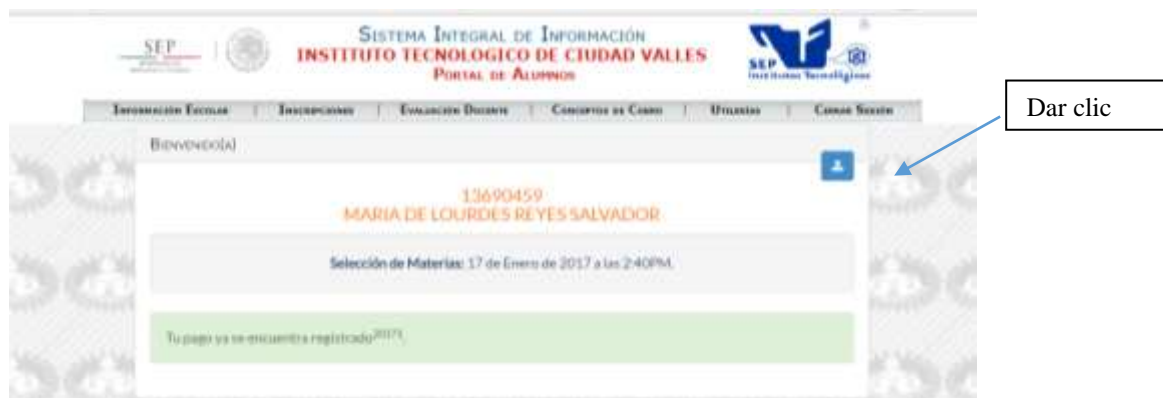 SEP
SISTEMA INTEGRAL DE INFORMACIÓN
INSTITUTO TECNOLOGICO DE CIUDAD VALLES
PORTAL DE ALUMNOS
SEP
Institutos Tecnológicos
INFORMACIÓN ESCOLAR | INSCRIPCIONES | EVALUACIÓN DOCENTE | CONCEPTOS DE COBRO | UTILERÍAS | CERRAR SESIÓN
Dar clic
BIENVENIDO(A)
13690459
MARIA DE LOURDES REYES SALVADOR
Selección de Materias: 17 de Enero de 2017 a las 2:40PM.
Tu pago ya se encuentra registrado